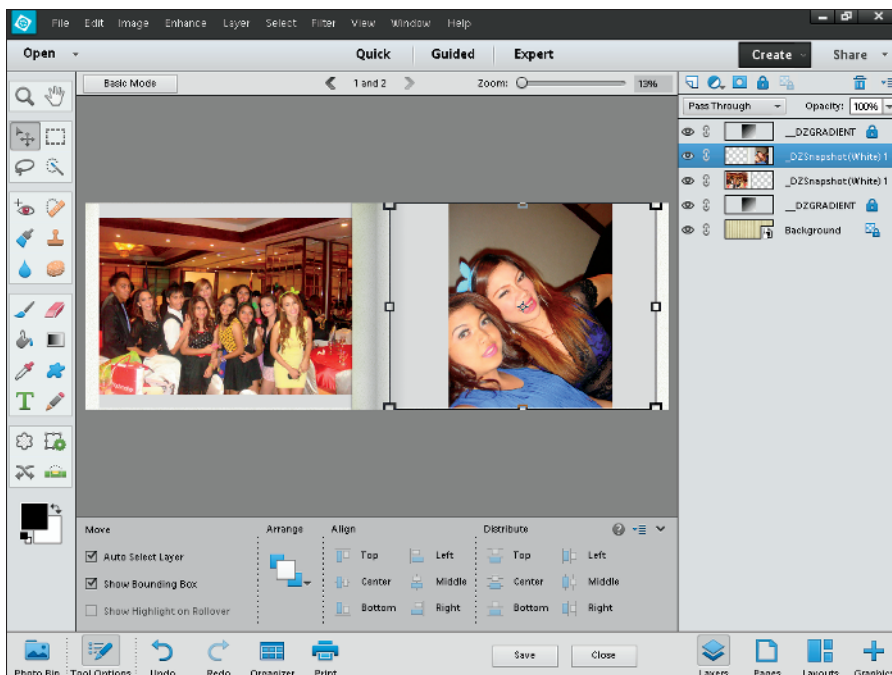 File Edit Image Enhance Layer Select Filter View Window Help
Open Quick Guided Expert Create Share
Basic Mode 1 and 2 Zoom: 13%
Pass Through Opacity: 100%
__DZGRADIENT
_DZSnapshot(White) 1
_DZSnapshot(White) 1
__DZGRADIENT
Background
Move Arrange Align Distribute
Auto Select Layer Top Left Top Left
Show Bounding Box Center Middle Center Middle
Show Highlight on Rollover Bottom Right Bottom Right
Save Close
Photo Bin Tool Options Undo Redo Organizer Print Layers Pages Layouts Graphics